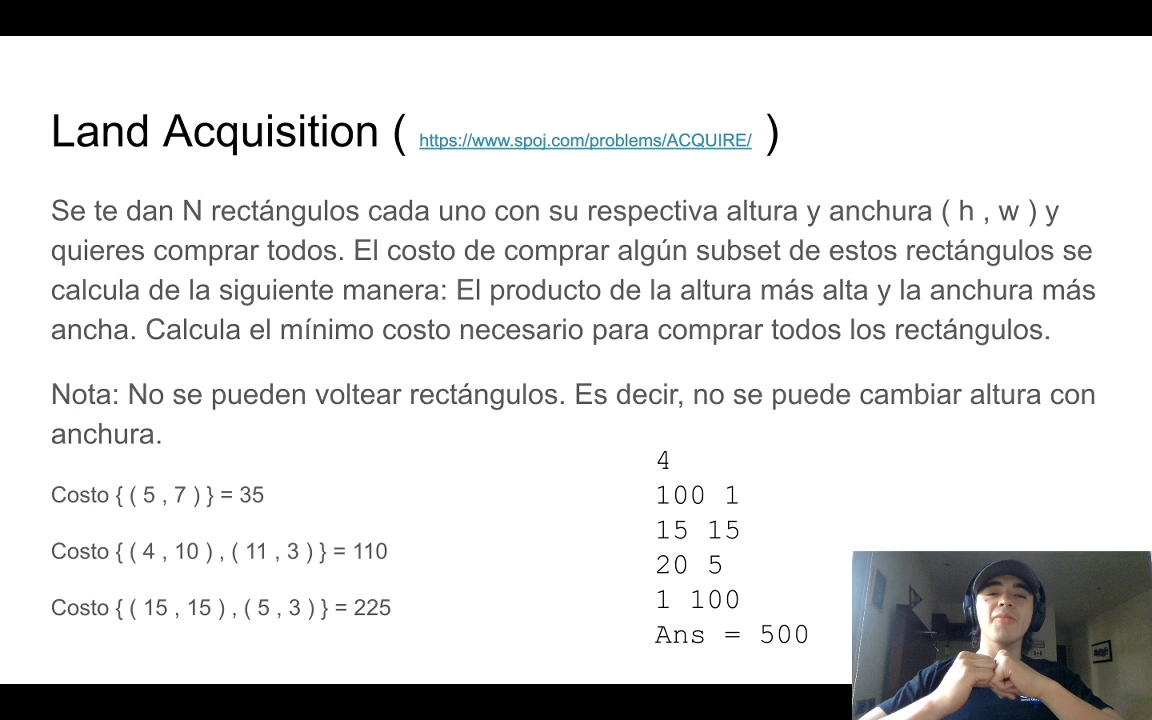 Land Acquisition ( https://www.spoj.com/problems/ACQUIRE/ )
Se te dan N rectángulos cada uno con su respectiva altura y anchura ( h , w ) y
quieres comprar todos. El costo de comprar algún subset de estos rectángulos se
calcula de la siguiente manera: El producto de la altura más alta y la anchura más
ancha. Calcula el mínimo costo necesario para comprar todos los rectángulos.
Nota: No se pueden voltear rectángulos. Es decir, no se puede cambiar altura con
anchura.
Costo { ( 5 , 7 ) } = 35
Costo { ( 4 , 10 ) , ( 11 , 3 ) } = 110
Costo { ( 15 , 15 ) , ( 5 , 3 ) } = 225
4
100 1
15 15
20 5
1 100
Ans = 500